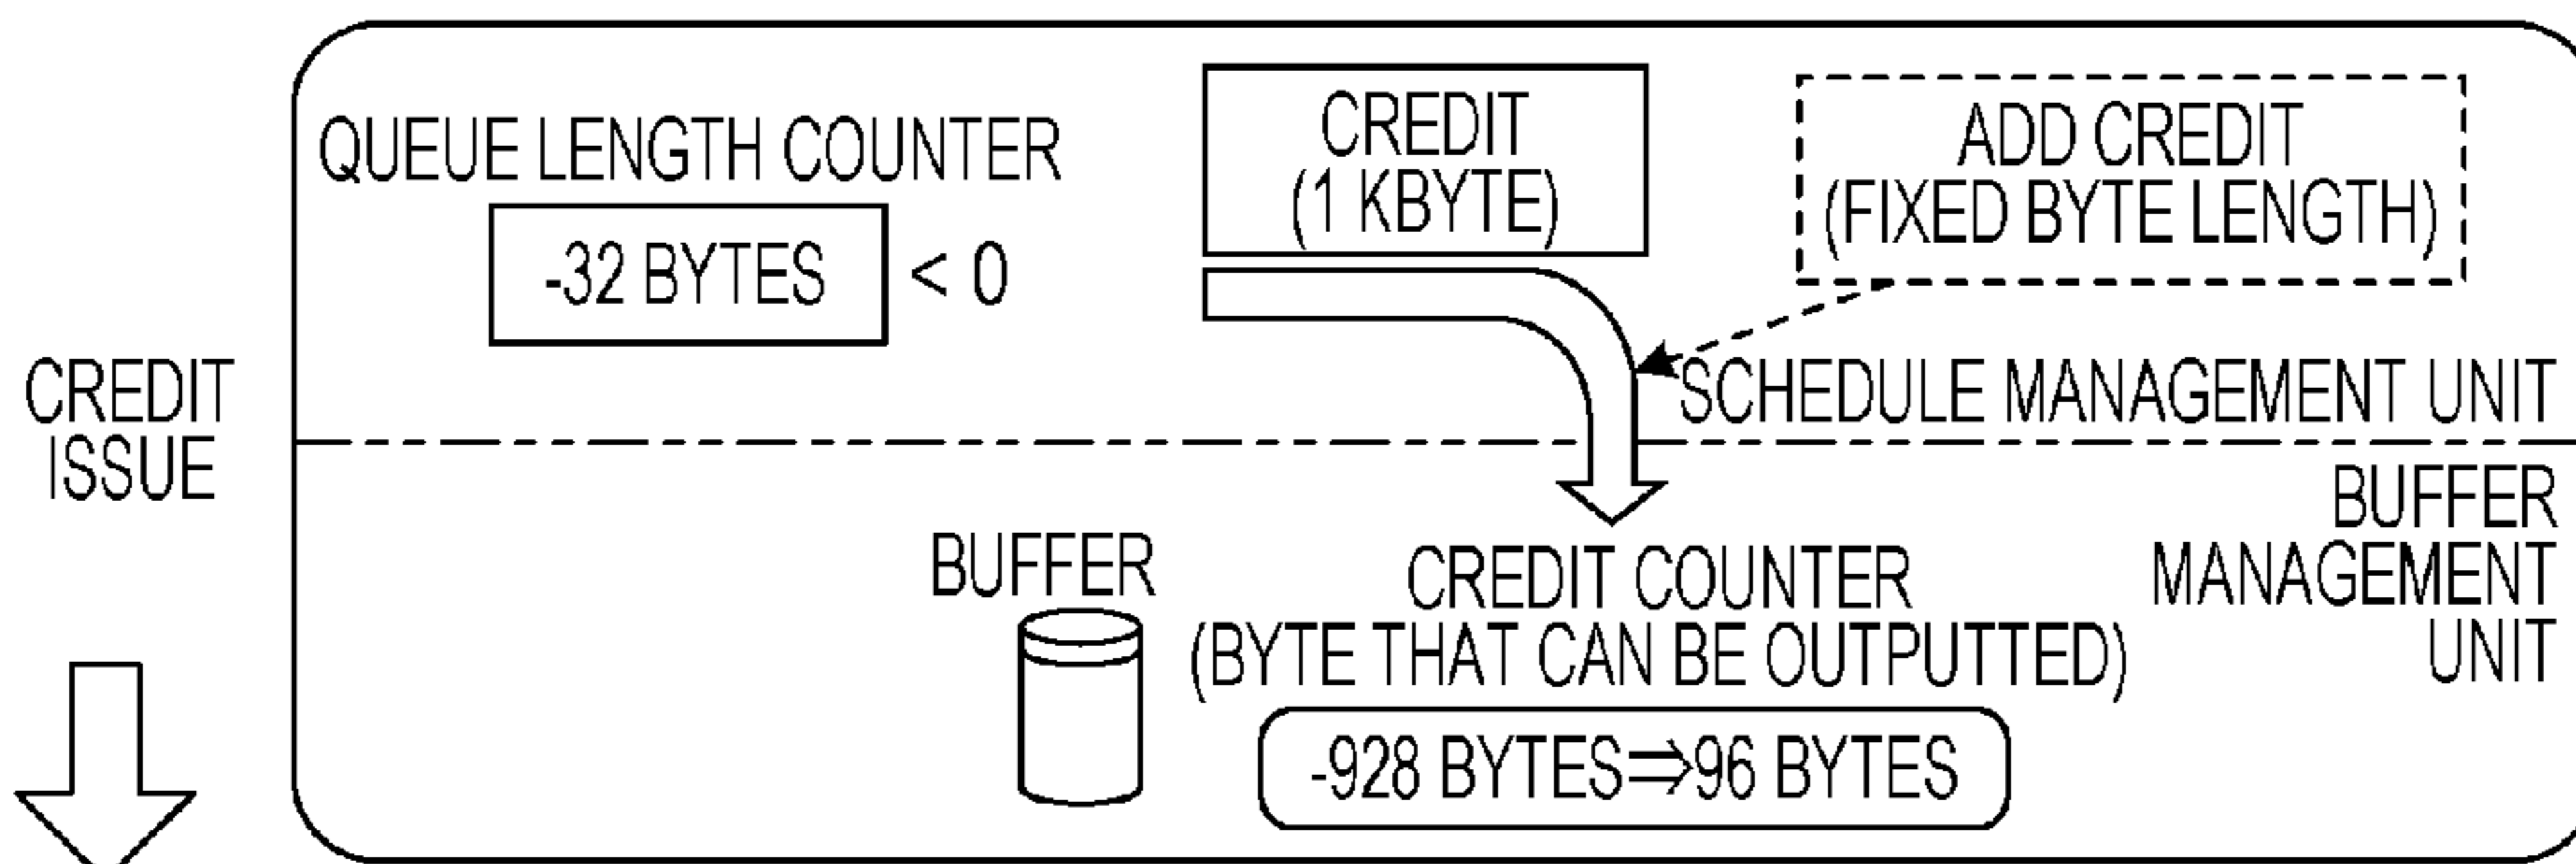 CREDIT
ISSUE
QUEUE LENGTH COUNTER
-32 BYTES < 0
CREDIT
(1 KBYTE)
ADD CREDIT
(FIXED BYTE LENGTH)
SCHEDULE MANAGEMENT UNIT
BUFFER
MANAGEMENT
UNIT
BUFFER
CREDIT COUNTER
(BYTE THAT CAN BE OUTPUTTED)
-928 BYTES⇒96 BYTES